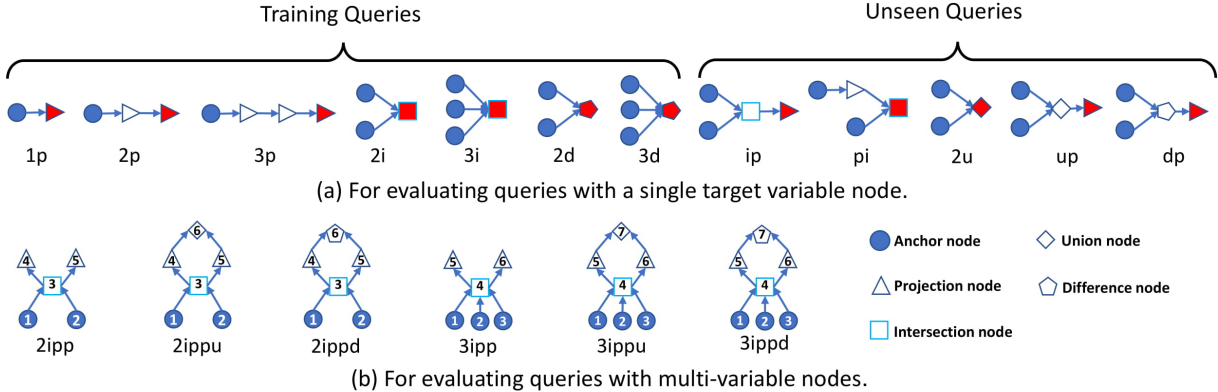 Training Queries
Unseen Queries
1p 2p 3p 2i 3i 2d 3d ip pi 2u up dp
(a) For evaluating queries with a single target variable node.
6 6 7 7
4 5 4 5 4 5 5 6 5 6 5 6
3 3 3 4 4 4
1 2 1 2 1 2 1 2 3 1 2 3 1 2 3
2ipp 2ippu 2ippd 3ipp 3ippu 3ippd
Anchor node Union node
Projection node Difference node
Intersection node
(b) For evaluating queries with multi-variable nodes.